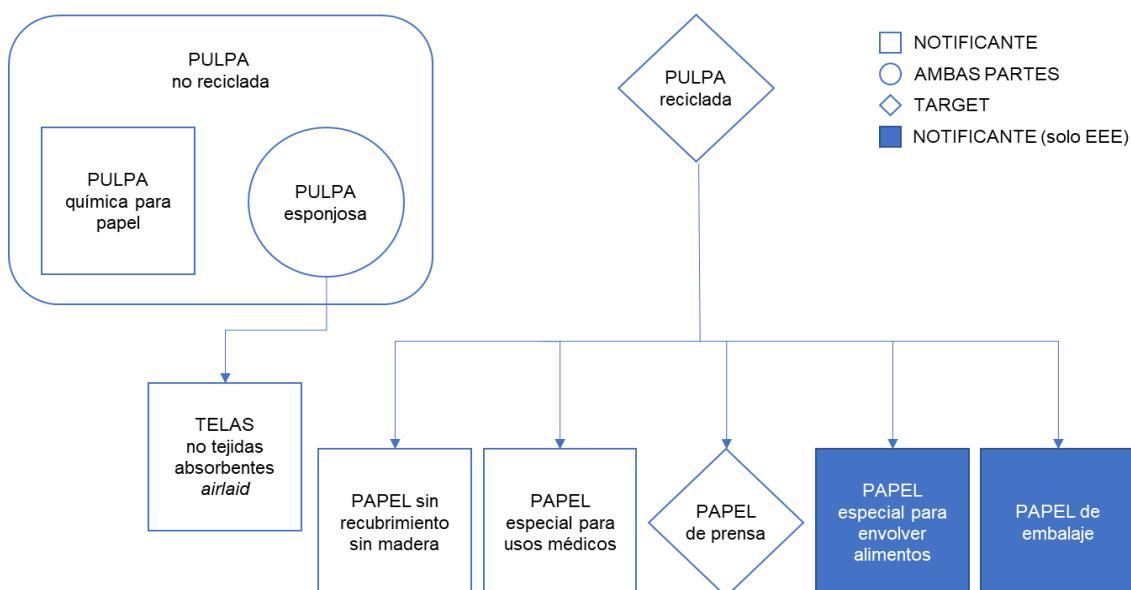 PULPA
no reciclada
PULPA
química para
papel
PULPA
esponjosa
PULPA
reciclada
NOTIFICANTE
AMBAS PARTES
TARGET
NOTIFICANTE (solo EEE)
TELAS
no tejidas
absorbentes
airlaid
PAPEL sin
recubrimiento
sin madera
PAPEL
especial para
usos médicos
PAPEL
de prensa
PAPEL
especial para
envolver
alimentos
PAPEL de
embalaje